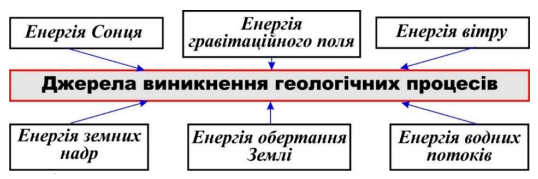 Енергія Сонця
Енергія
гравітаційного поля
Енергія вітру
Джерела виникнення геологічних процесів
Енергія земних
надр
Енергія обертання
Землі
Енергія водних
потоків